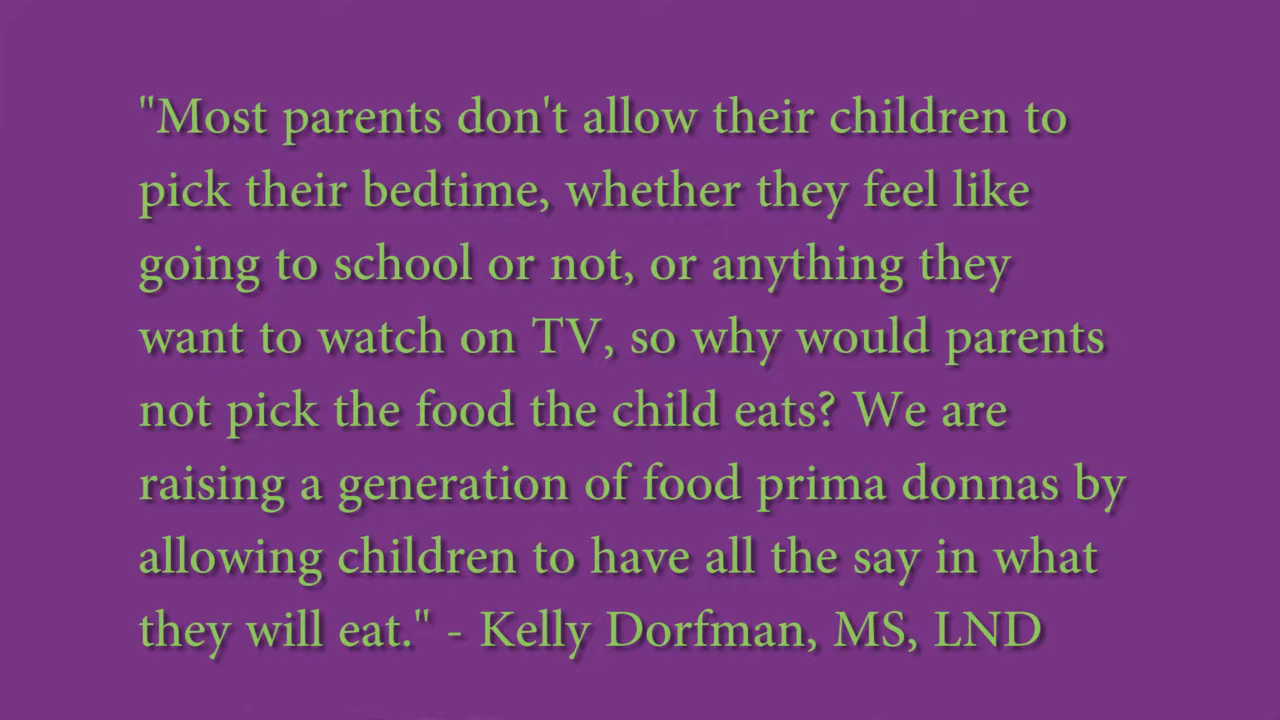 "Most parents don't allow their children to
pick their bedtime, whether they feel like
going to school or not, or anything they
want to watch on TV, so why would parents
not pick the food the child eats? We are
raising a generation of food prima donnas by
allowing children to have all the say in what
they will eat." - Kelly Dorfman, MS, LND